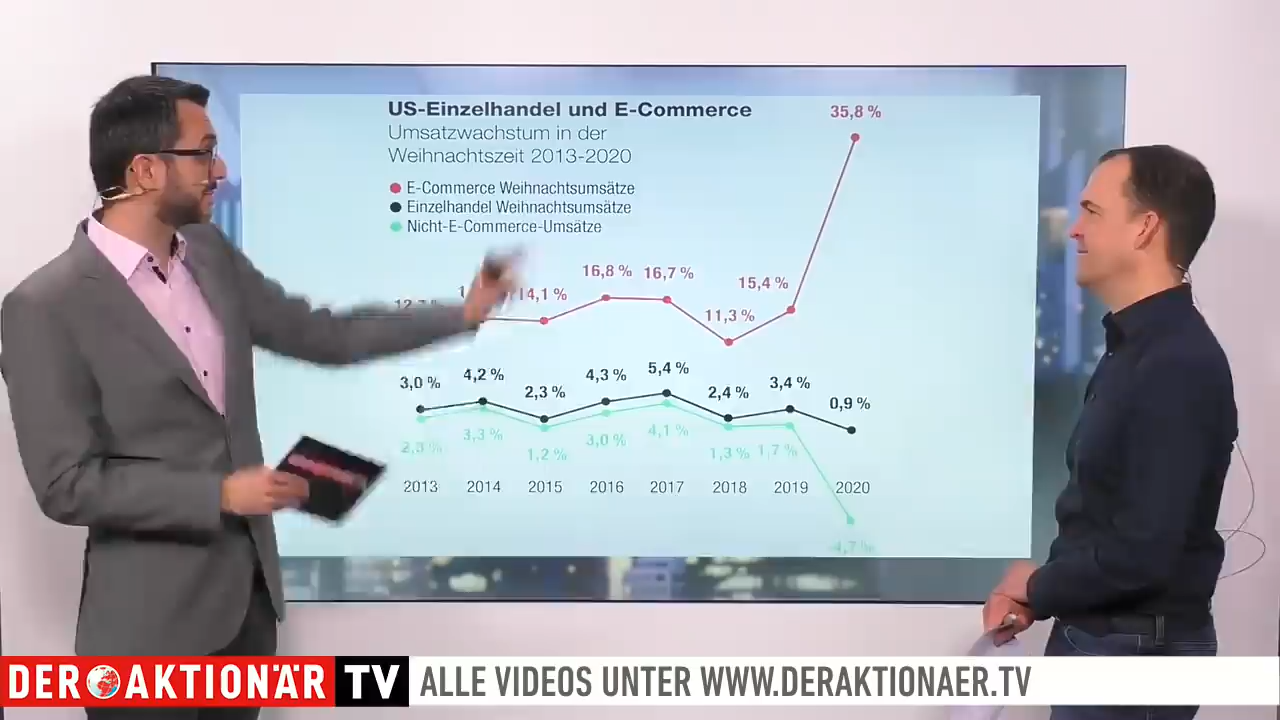 US-Einzelhandel und E-Commerce
Umsatzwachstum in der
Weihnachtszeit 2013-2020
E-Commerce Weihnachtsumsätze
Einzelhandel Weihnachtsumsätze
Nicht-E-Commerce-Umsätze
35,8 %
16,8 % 16,7 % 15,4 %
14,1 % 11,3 %
3,0 % 4,2 % 2,3 % 4,3 % 5,4 % 2,4 % 3,4 % 0,9 %
3,3 % 1,2 % 3,0 % 4,1 % 1,3 % 1,7 %
2013 2014 2015 2016 2017 2018 2019 2020
-4,7 %
DER AKTIONÄR TV
ALLE VIDEOS UNTER WWW.DERAKTIONAER.TV